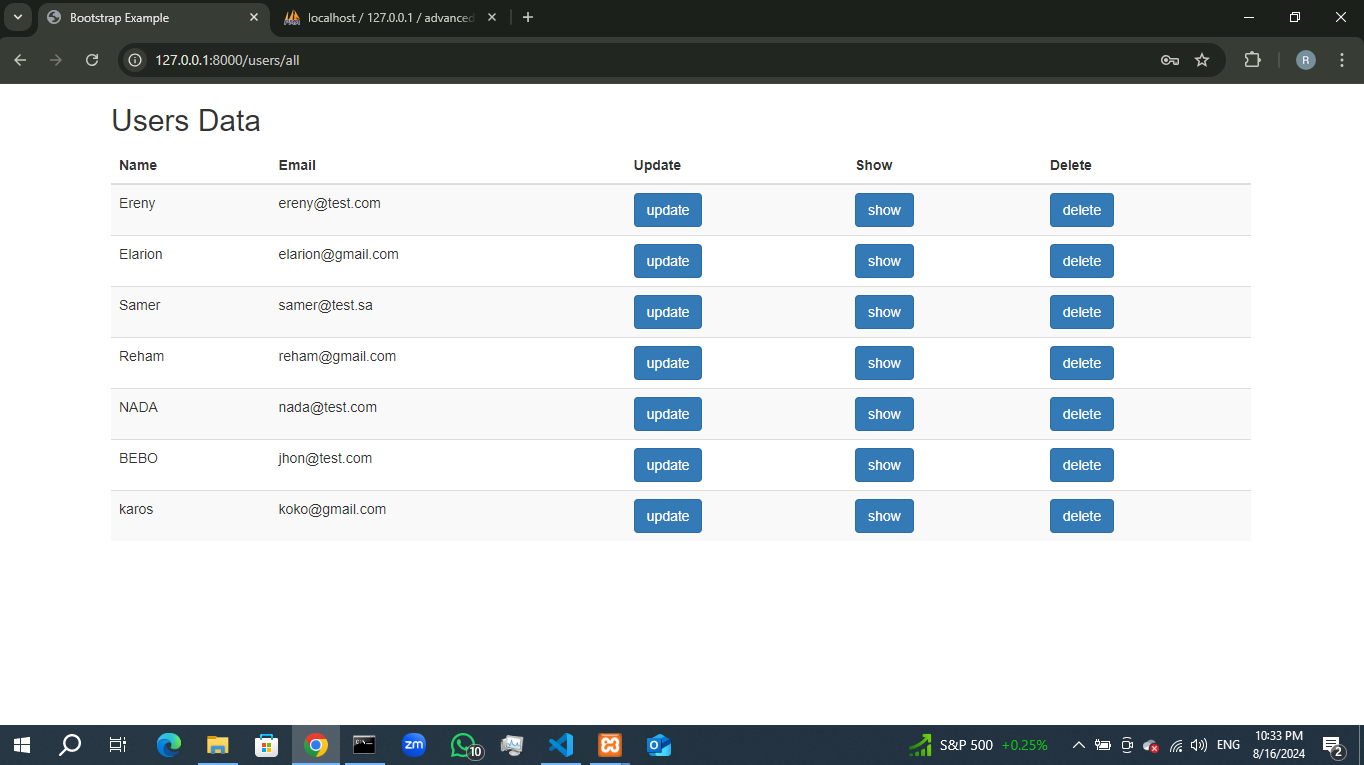 Bootstrap Example
localhost / 127.0.0.1 / advanced
127.0.0.1:8000/users/all
R
Users Data
Name Email Update Show Delete
Ereny ereny@test.com update show delete
Elarion elarion@gmail.com update show delete
Samer samer@test.sa update show delete
Reham reham@gmail.com update show delete
NADA nada@test.com update show delete
BEBO jhon@test.com update show delete
karos koko@gmail.com update show delete
zm
10
S&P 500 +0.25%
ENG
10:33 PM
8/16/2024
2